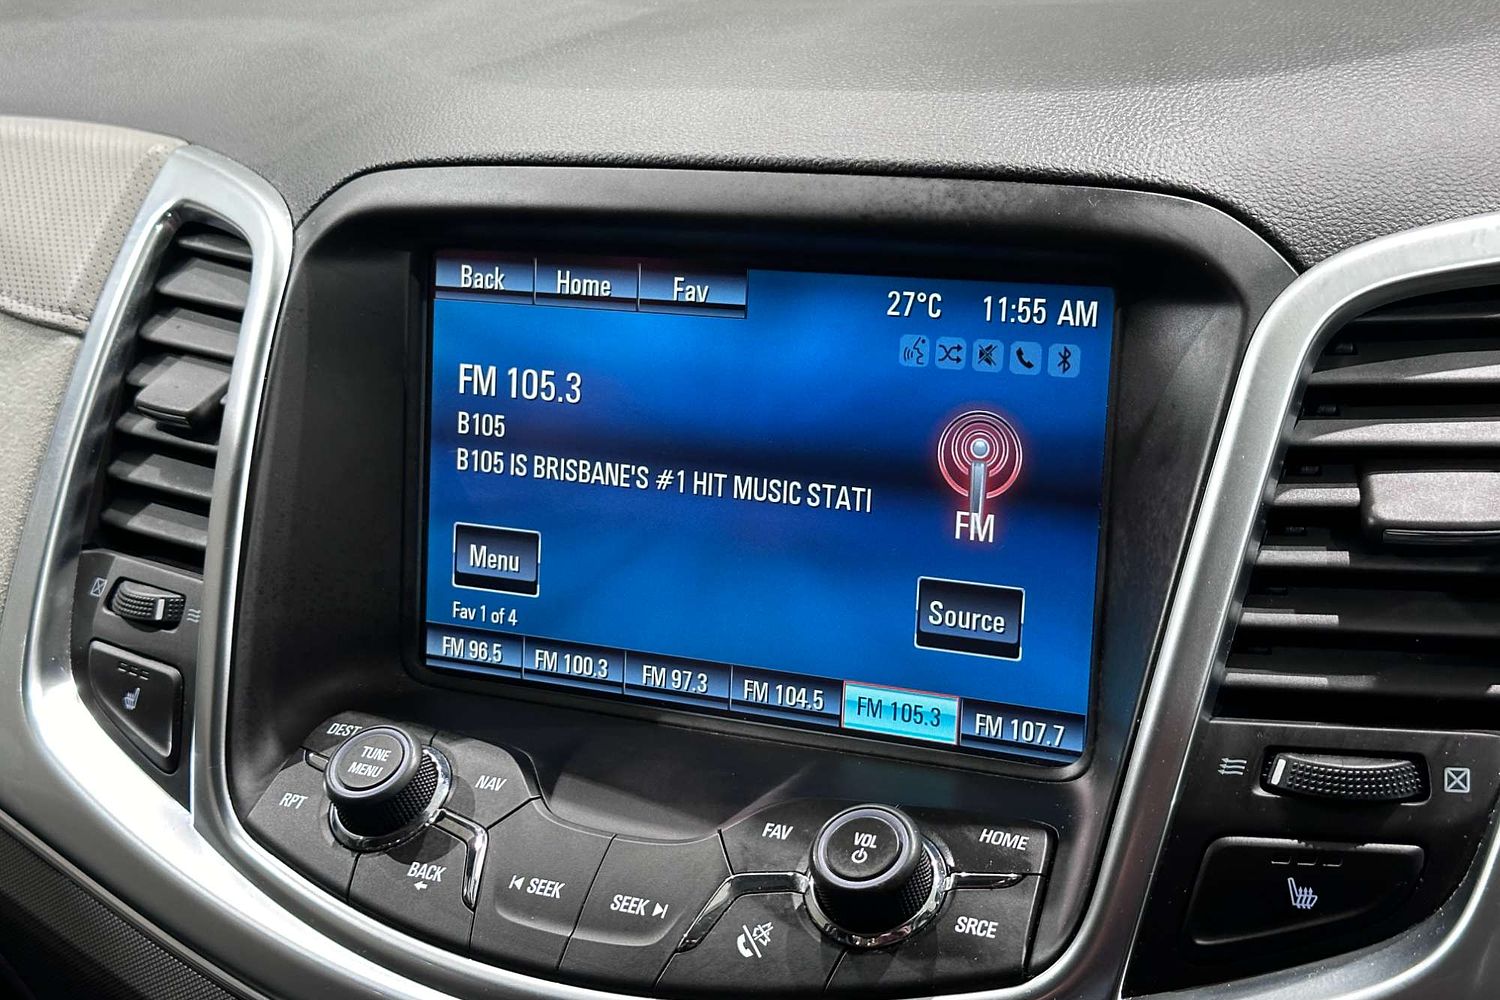 Back Home Fav
27°C 11:55 AM
FM 105.3
B105
B105 IS BRISBANE'S #1 HIT MUSIC STATI
FM
Menu
Source
Fav 1 of 4
FM 96.5 FM 100.3 FM 97.3 FM 104.5 FM 105.3 FM 107.7
DEST
TUNE
MENU
NAV
RPT
BACK
SEEK
SEEK
FAV
VOL
HOME
SRCE